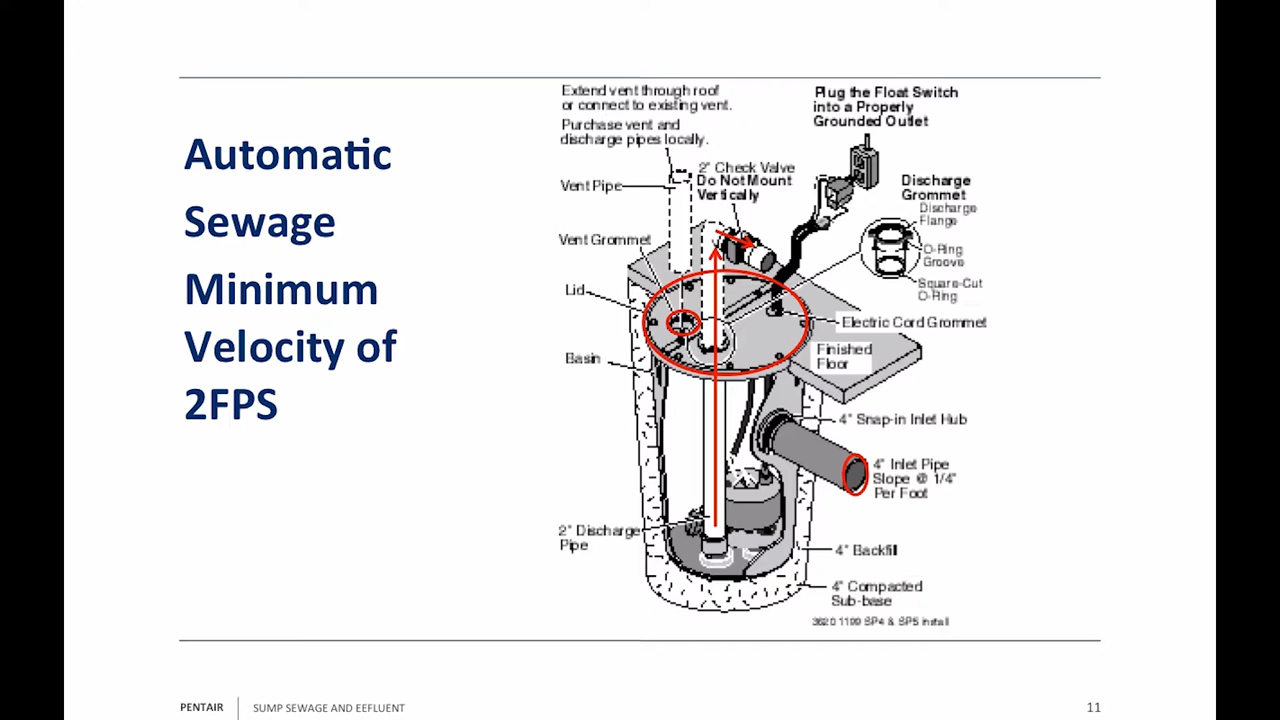 Automatic
Sewage
Minimum
Velocity of
2FPS
Extend vent through roof
or connect to existing vent.
Purchase vent and
discharge pipes locally.
Vent Pipe
2" Check Valve
Do Not Mount
Vertically
Plug the Float Switch
into a Properly
Grounded Outlet
Discharge
Grommet
Discharge
Flange
O-Ring
Groove
Square-Cut
O-Ring
Vent Grommet
Lid
Electric Cord Grommet
Finished
Floor
Basin
4" Snap-in Inlet Hub
4" Inlet Pipe
Slope @ 1/4"
Per Foot
2" Discharge
Pipe
4" Backfill
4" Compacted
Sub-base
3620 1199 SP4 & SP5 install
PENTAIR
SUMP SEWAGE AND EEFLUENT
11